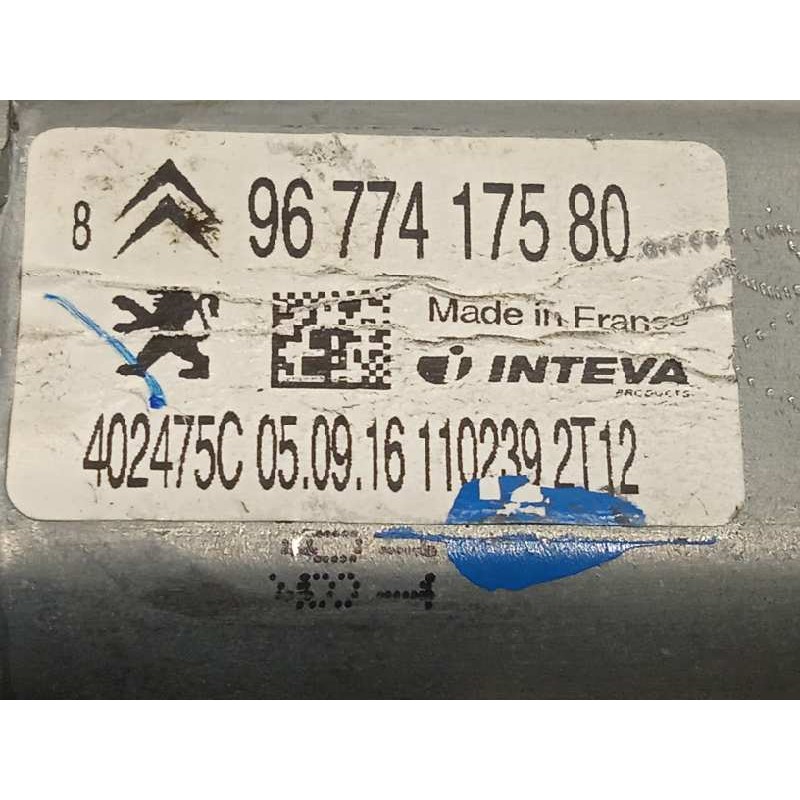 8 96 774 175 80
Made in France
INTEVA
PRODUCTS
402475C 05.09.16 110239 2T12